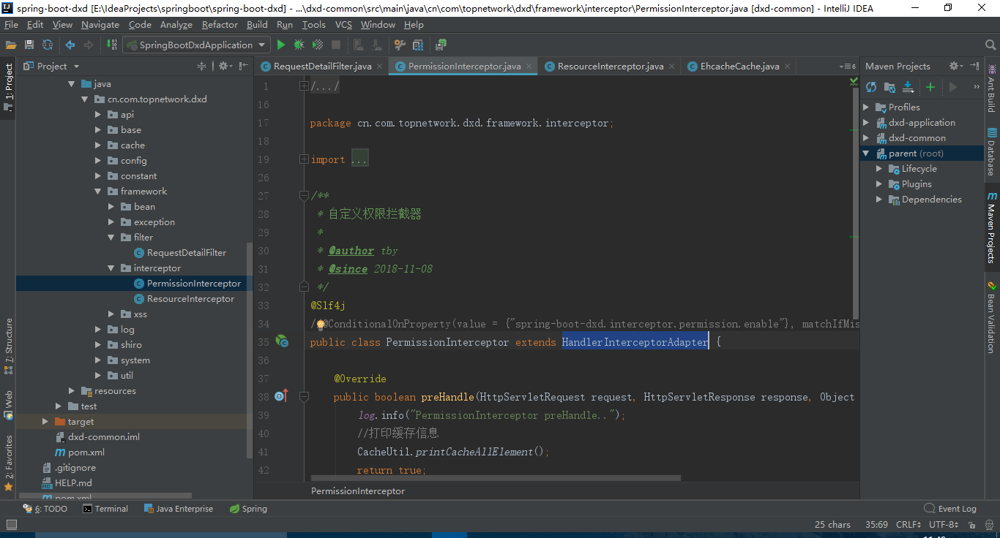 spring-boot-dxd [E:\IdeaProjects\springboot\spring-boot-dxd] - ...\dxd-common\src\main\java\cn\com\topnetwork\dxd\framework\interceptor\PermissionInterceptor.java [dxd-common] - IntelliJ IDEA
File Edit View Navigate Code Analyze Refactor Build Run Tools VCS Window Help
SpringBootDxdApplication
1: Project
7: Structure
Web
2: Favorites
Project
java
cn.com.topnetwork.dxd
api
base
cache
config
constant
framework
bean
exception
filter
RequestDetailFilter
interceptor
PermissionInterceptor
ResourceInterceptor
xss
log
shiro
system
util
resources
test
target
dxd-common.iml
pom.xml
.gitignore
HELP.md
pom.xml
RequestDetailFilter.java PermissionInterceptor.java ResourceInterceptor.java EhcacheCache.java 6
1 /.../
16
17 package cn.com.topnetwork.dxd.framework.interceptor;
18
19 import ...
26
27 /**
28 * 自定义权限拦截器
29 *
30 * @author tby
31 * @since 2018-11-08
32 */
33 @Slf4j
34 /@ConditionalOnProperty(value = {"spring-boot-dxd.interceptor.permission.enable"}, matchIfMis
35 public class PermissionInterceptor extends HandlerInterceptorAdapter {
36
37 @Override
38 public boolean preHandle(HttpServletRequest request, HttpServletResponse response, Object
39 log.info("PermissionInterceptor preHandle..");
40 //打印缓存信息
41 CacheUtil.printCacheAllElement();
42 return true;
PermissionInterceptor
Maven Projects
Profiles
dxd-application
dxd-common
parent (root)
Lifecycle
Plugins
Dependencies
Ant Build
Database
Maven Projects
Bean Validation
6: TODO Terminal Java Enterprise Spring Event Log
25 chars 35:69 CRLF UTF-8